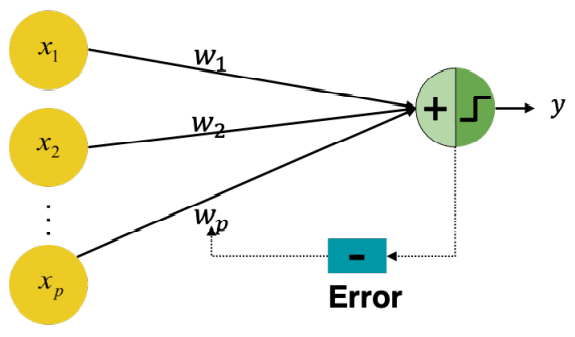 x₁
w₁
x₂
w₂
+
y
⋮
wₚ
xₚ
-
Error